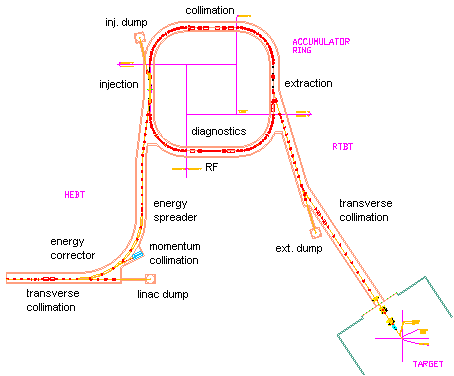 collimation
inj. dump
ACCUMULATOR
RING
injection
extraction
diagnostics
RTBT
RF
HEBT
energy
spreader
transverse
collimation
energy
corrector
momentum
collimation
ext. dump
transverse
collimation
linac dump
TARGET